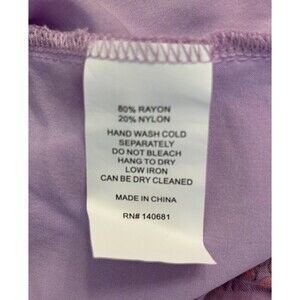 80% RAYON
20% NYLON
HAND WASH COLD
SEPARATELY
DO NOT BLEACH
HANG TO DRY
LOW IRON
CAN BE DRY CLEANED
MADE IN CHINA
RN# 140681